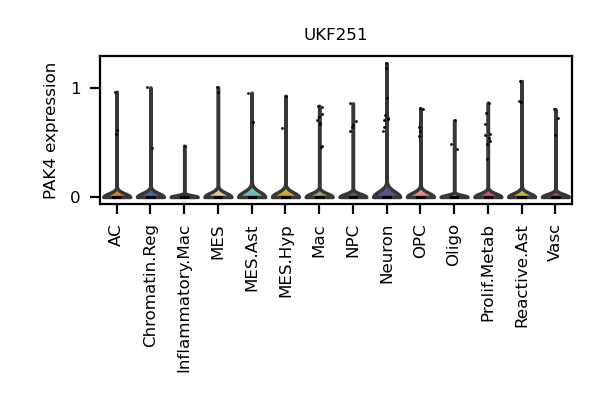 UKF251
PAK4 expression
1
0
AC
Chromatin.Reg
Inflammatory.Mac
MES
MES.Ast
MES.Hyp
Mac
NPC
Neuron
OPC
Oligo
Prolif.Metab
Reactive.Ast
Vasc